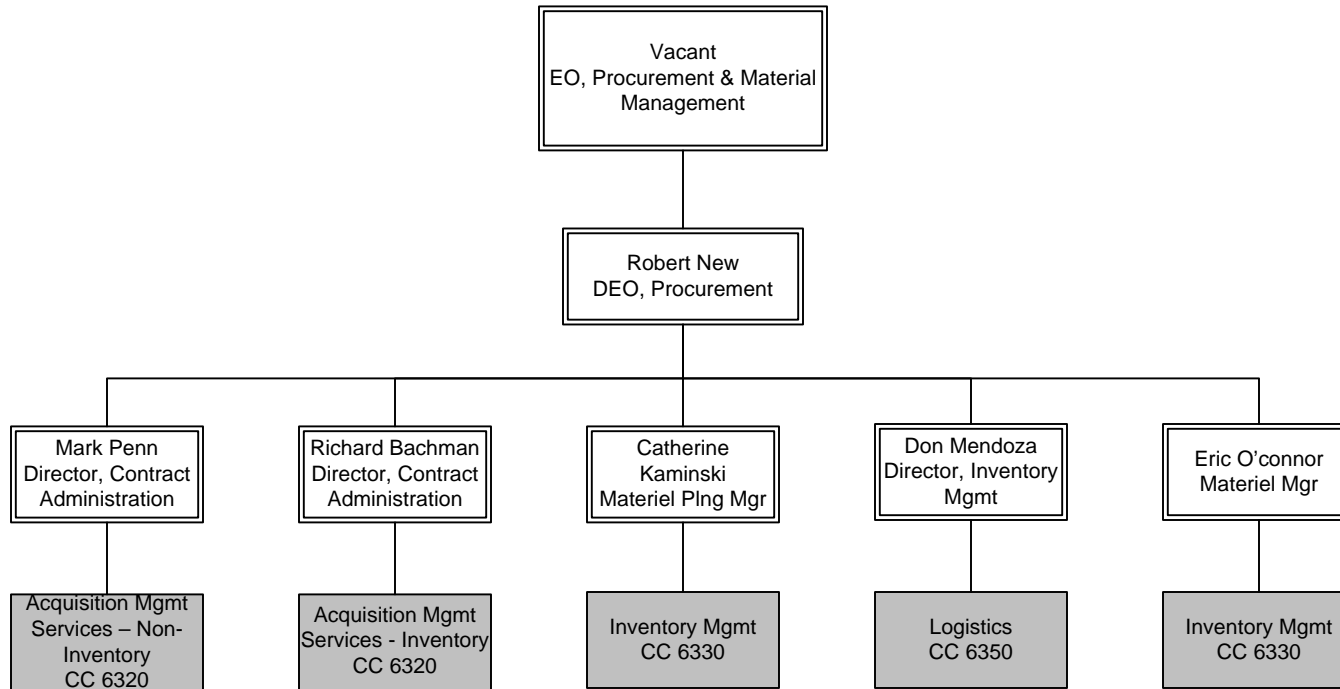 Vacant
EO, Procurement & Material
Management
Robert New
DEO, Procurement
Mark Penn
Director, Contract
Administration
Richard Bachman
Director, Contract
Administration
Catherine
Kaminski
Materiel Plng Mgr
Don Mendoza
Director, Inventory
Mgmt
Eric O’connor
Materiel Mgr
Acquisition Mgmt
Services – Non-
Inventory
CC 6320
Acquisition Mgmt
Services - Inventory
CC 6320
Inventory Mgmt
CC 6330
Logistics
CC 6350
Inventory Mgmt
CC 6330